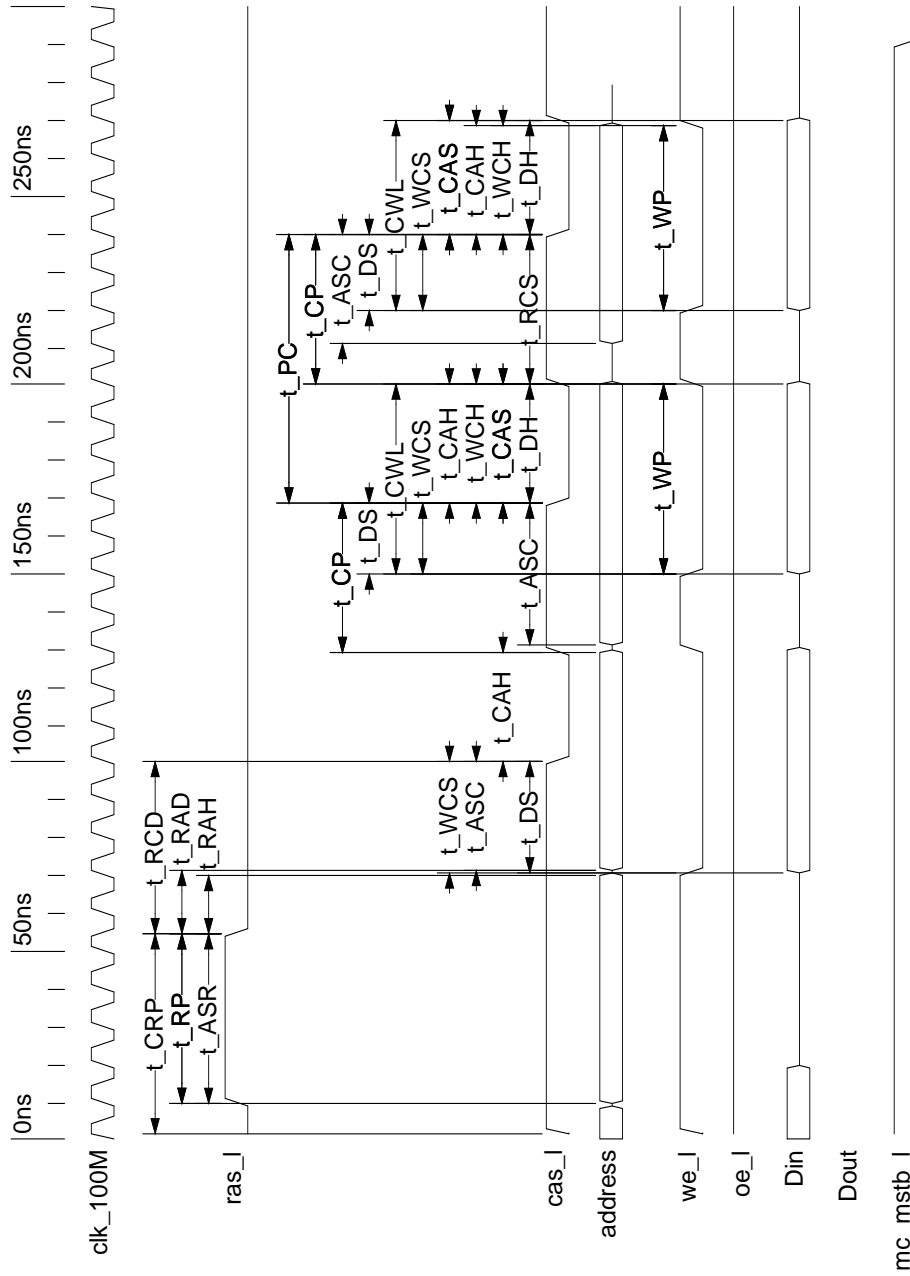 0ns
50ns
100ns
150ns
200ns
250ns
clk_100M
t_CRP
t_RCD
t_RP
t_RAD
t_ASR
t_RAH
ras_l
t_PC
t_CP
t_CP
t_ASC
t_DS
t_DS
t_CWL
t_CWL
t_WCS
t_WCS
t_WCS
t_CAH
t_CAS
t_ASC
t_WCH
t_CAH
t_CAH
t_CAS
t_WCH
t_DS
t_ASC
t_DH
t_RCS
t_DH
cas_l
address
t_WP
t_WP
we_l
oe_l
Din
Dout
mc_mstb_l